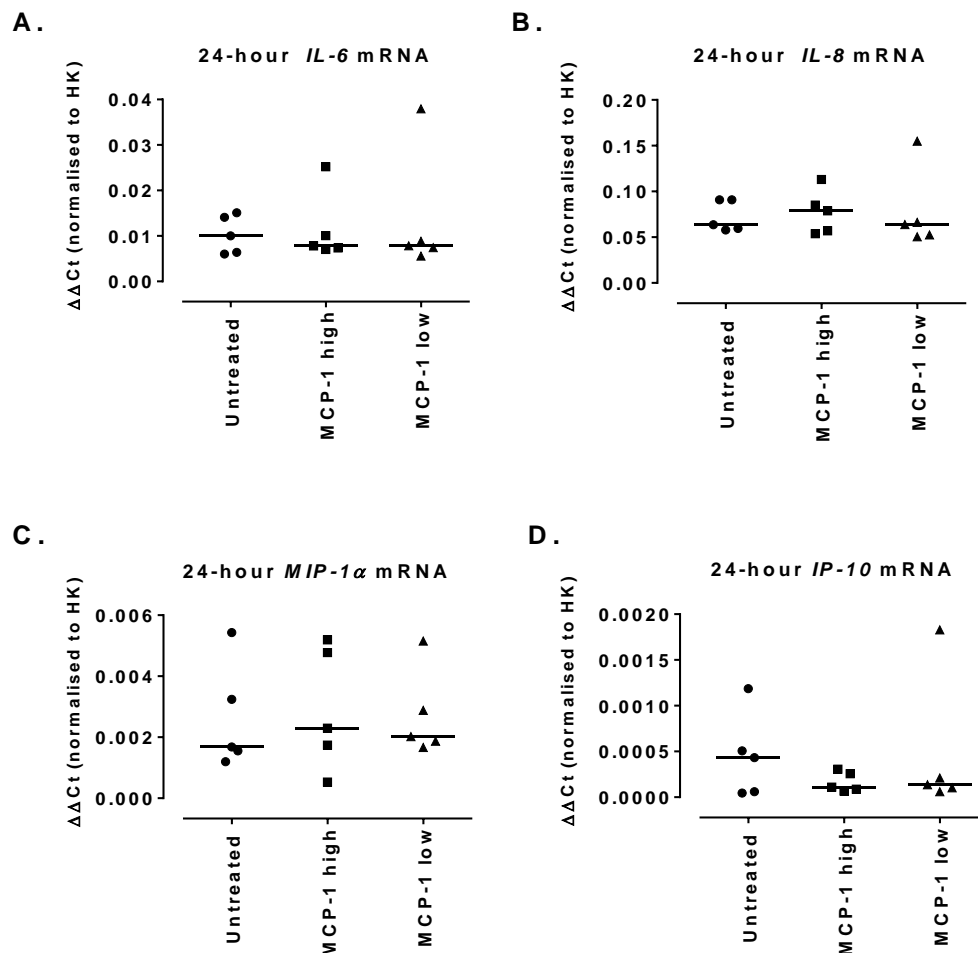 A.
24-hour IL-6 mRNA
ΔΔCt (normalised to HK)
0.04
0.03
0.02
0.01
0.00
Untreated
MCP-1 high
MCP-1 low
B.
24-hour IL-8 mRNA
ΔΔCt (normalised to HK)
0.20
0.15
0.10
0.05
0.00
Untreated
MCP-1 high
MCP-1 low
C.
24-hour MIP-1α mRNA
ΔΔCt (normalised to HK)
0.006
0.004
0.002
0.000
Untreated
MCP-1 high
MCP-1 low
D.
24-hour IP-10 mRNA
ΔΔCt (normalised to HK)
0.0020
0.0015
0.0010
0.0005
0.0000
Untreated
MCP-1 high
MCP-1 low